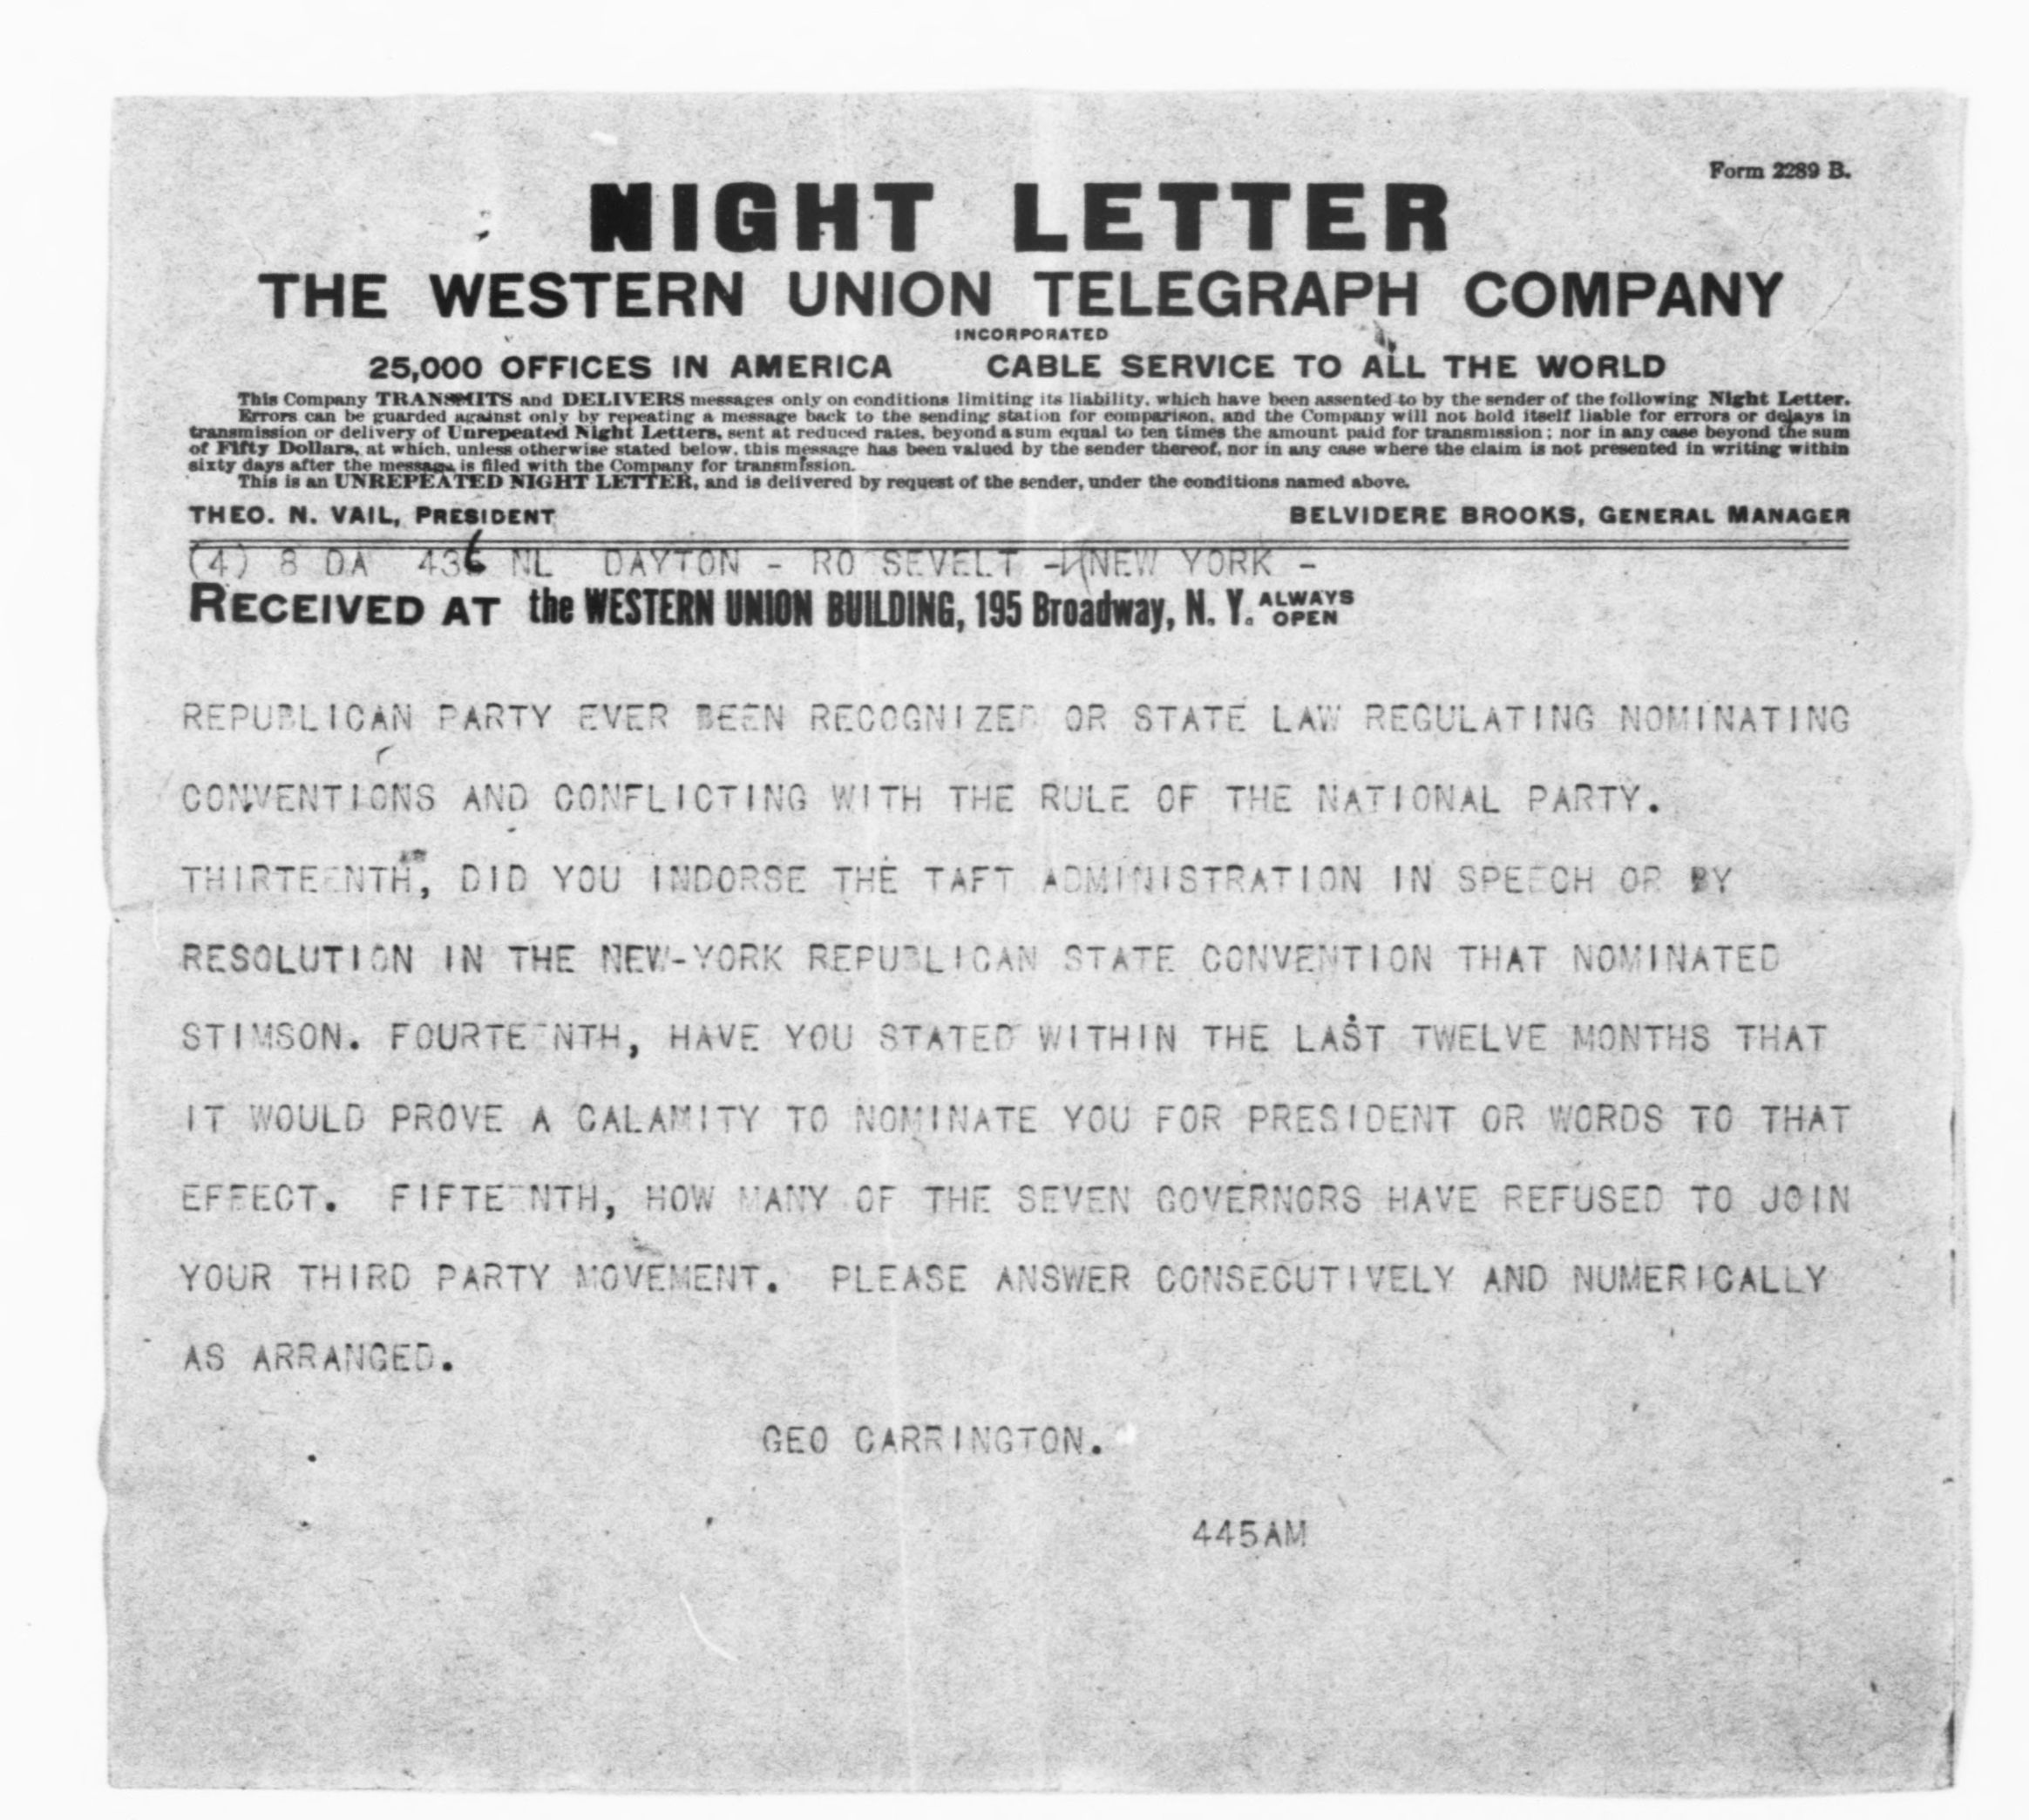 Form 2289 B.
NIGHT LETTER
THE WESTERN UNION TELEGRAPH COMPANY
INCORPORATED
25,000 OFFICES IN AMERICA CABLE SERVICE TO ALL THE WORLD
This Company TRANSMITS and DELIVERS messages only on conditions limiting its liability, which have been assented to by the sender of the following Night Letter.
Errors can be guarded against only by repeating a message back to the sending station for comparison, and the Company will not hold itself liable for errors or delays in
transmission or delivery of Unrepeated Night Letters, sent at reduced rates, beyond a sum equal to ten times the amount paid for transmission; nor in any case beyond the sum
of Fifty Dollars, at which, unless otherwise stated below, this message has been valued by the sender thereof, nor in any case where the claim is not presented in writing within
sixty days after the message is filed with the Company for transmission.
This is an UNREPEATED NIGHT LETTER, and is delivered by request of the sender, under the conditions named above.
THEO. N. VAIL, PRESIDENT BELVIDERE BROOKS, GENERAL MANAGER
(4) 8 DA 436 NL DAYTON - RO SEVELT - NEW YORK -
RECEIVED AT the WESTERN UNION BUILDING, 195 Broadway, N. Y. ALWAYS OPEN
REPUBLICAN PARTY EVER BEEN RECOGNIZED OR STATE LAW REGULATING NOMINATING
CONVENTIONS AND CONFLICTING WITH THE RULE OF THE NATIONAL PARTY.
THIRTEENTH, DID YOU INDORSE THE TAFT ADMINISTRATION IN SPEECH OR BY
RESOLUTION IN THE NEW-YORK REPUBLICAN STATE CONVENTION THAT NOMINATED
STIMSON. FOURTEENTH, HAVE YOU STATED WITHIN THE LAST TWELVE MONTHS THAT
IT WOULD PROVE A CALAMITY TO NOMINATE YOU FOR PRESIDENT OR WORDS TO THAT
EFFECT. FIFTEENTH, HOW MANY OF THE SEVEN GOVERNORS HAVE REFUSED TO JOIN
YOUR THIRD PARTY MOVEMENT. PLEASE ANSWER CONSECUTIVELY AND NUMERICALLY
AS ARRANGED.
GEO CARRINGTON.
445AM